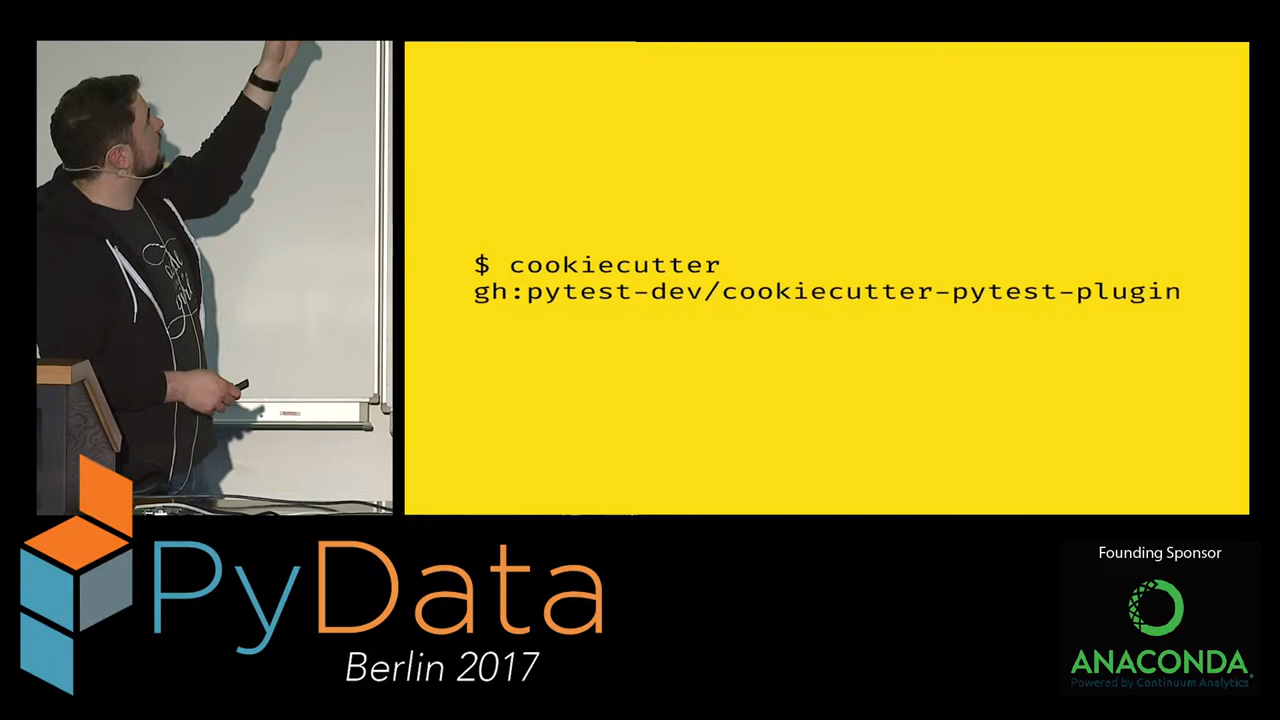 $ cookiecutter
gh:pytest-dev/cookiecutter-pytest-plugin
PyData
Berlin 2017
Founding Sponsor
ANACONDA
Powered by Continuum Analytics